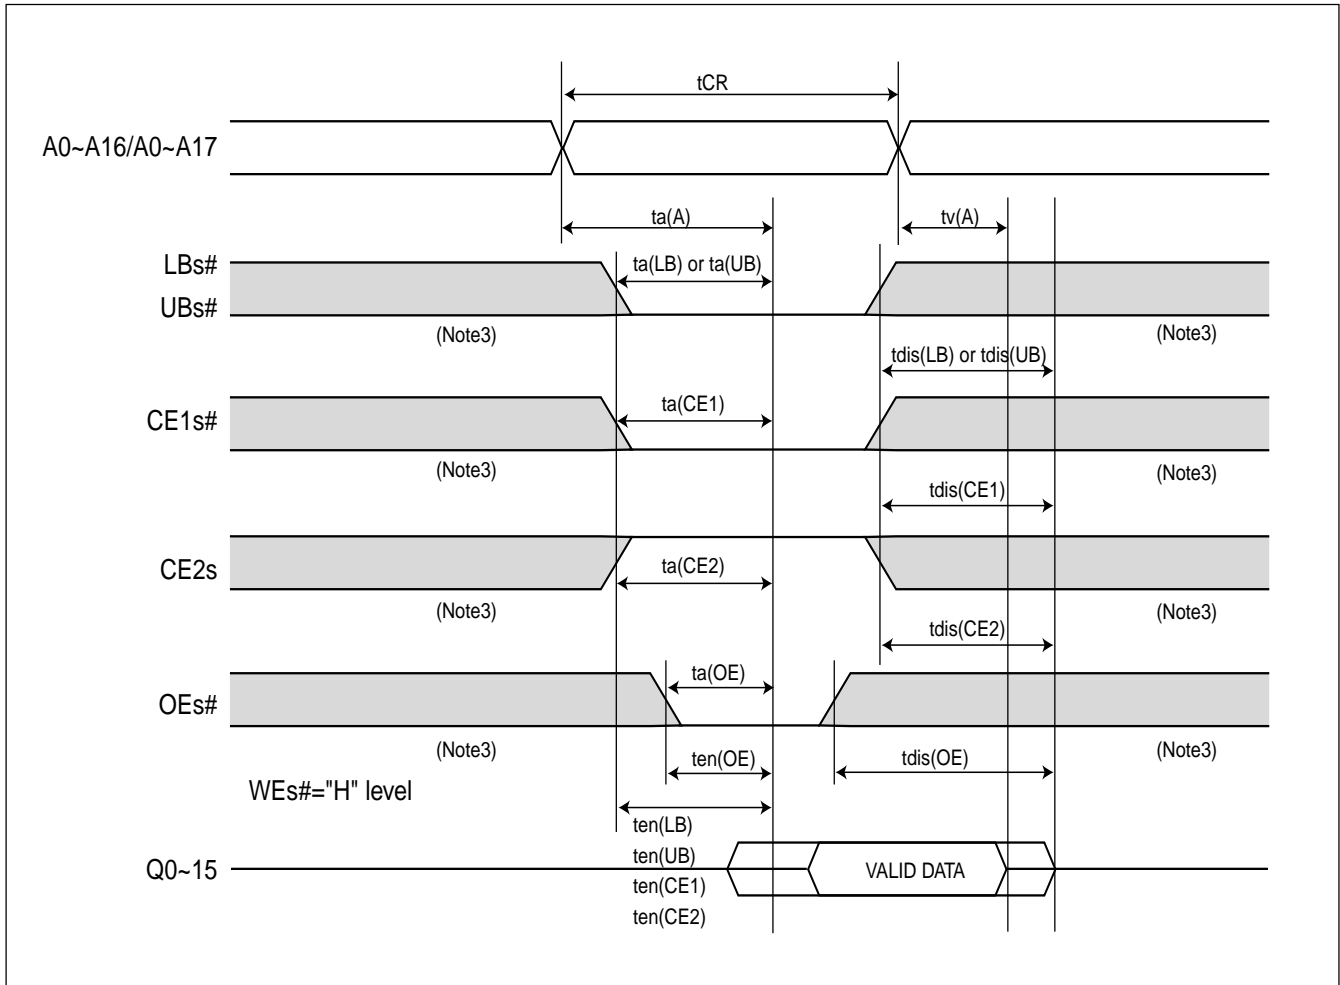 tCR
A0~A16/A0~A17
ta(A)
tv(A)
LBs#
ta(LB) or ta(UB)
UBs#
(Note3)
(Note3)
tdis(LB) or tdis(UB)
CE1s#
ta(CE1)
(Note3)
(Note3)
tdis(CE1)
CE2s
ta(CE2)
(Note3)
(Note3)
tdis(CE2)
OEs#
ta(OE)
(Note3)
(Note3)
ten(OE)
tdis(OE)
WEs#="H" level
ten(LB)
ten(UB)
Q0~15
VALID DATA
ten(CE1)
ten(CE2)